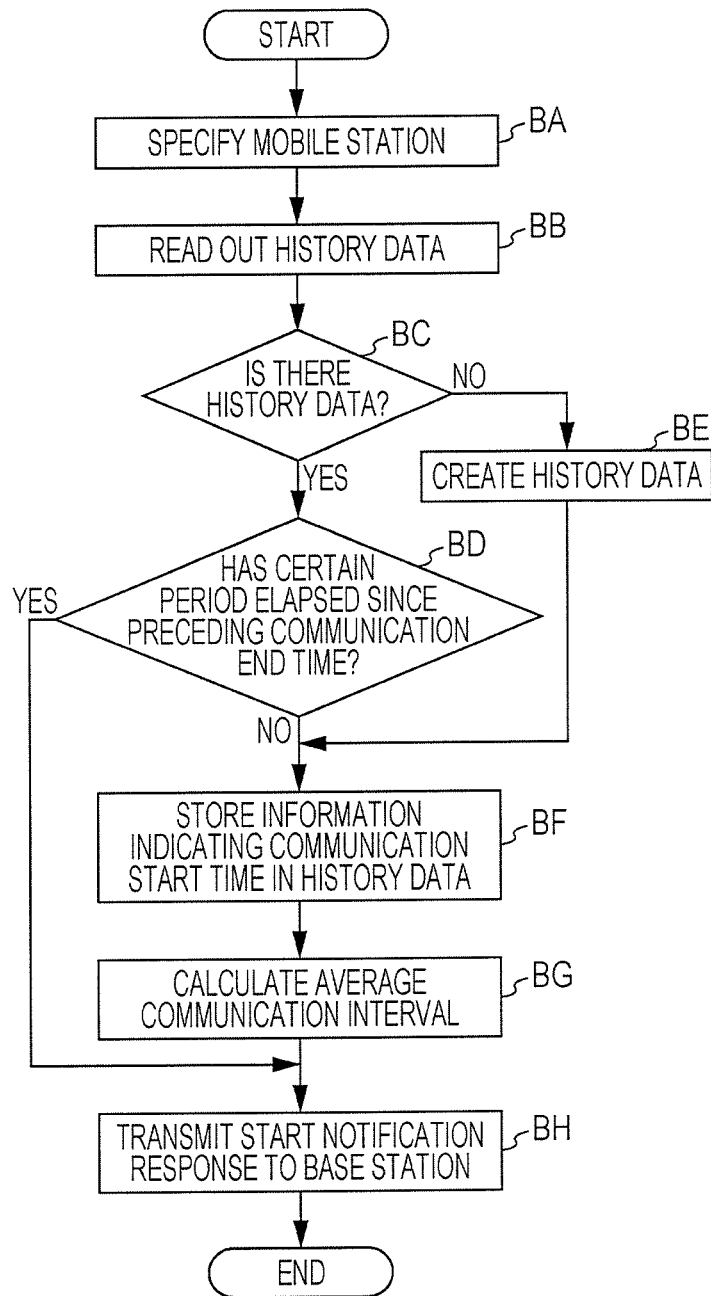 START
SPECIFY MOBILE STATION
BA
READ OUT HISTORY DATA
BB
BC
IS THERE
HISTORY DATA?
NO
YES
BE
CREATE HISTORY DATA
BD
HAS CERTAIN
PERIOD ELAPSED SINCE
PRECEDING COMMUNICATION
END TIME?
YES
NO
STORE INFORMATION
INDICATING COMMUNICATION
START TIME IN HISTORY DATA
BF
CALCULATE AVERAGE
COMMUNICATION INTERVAL
BG
TRANSMIT START NOTIFICATION
RESPONSE TO BASE STATION
BH
END